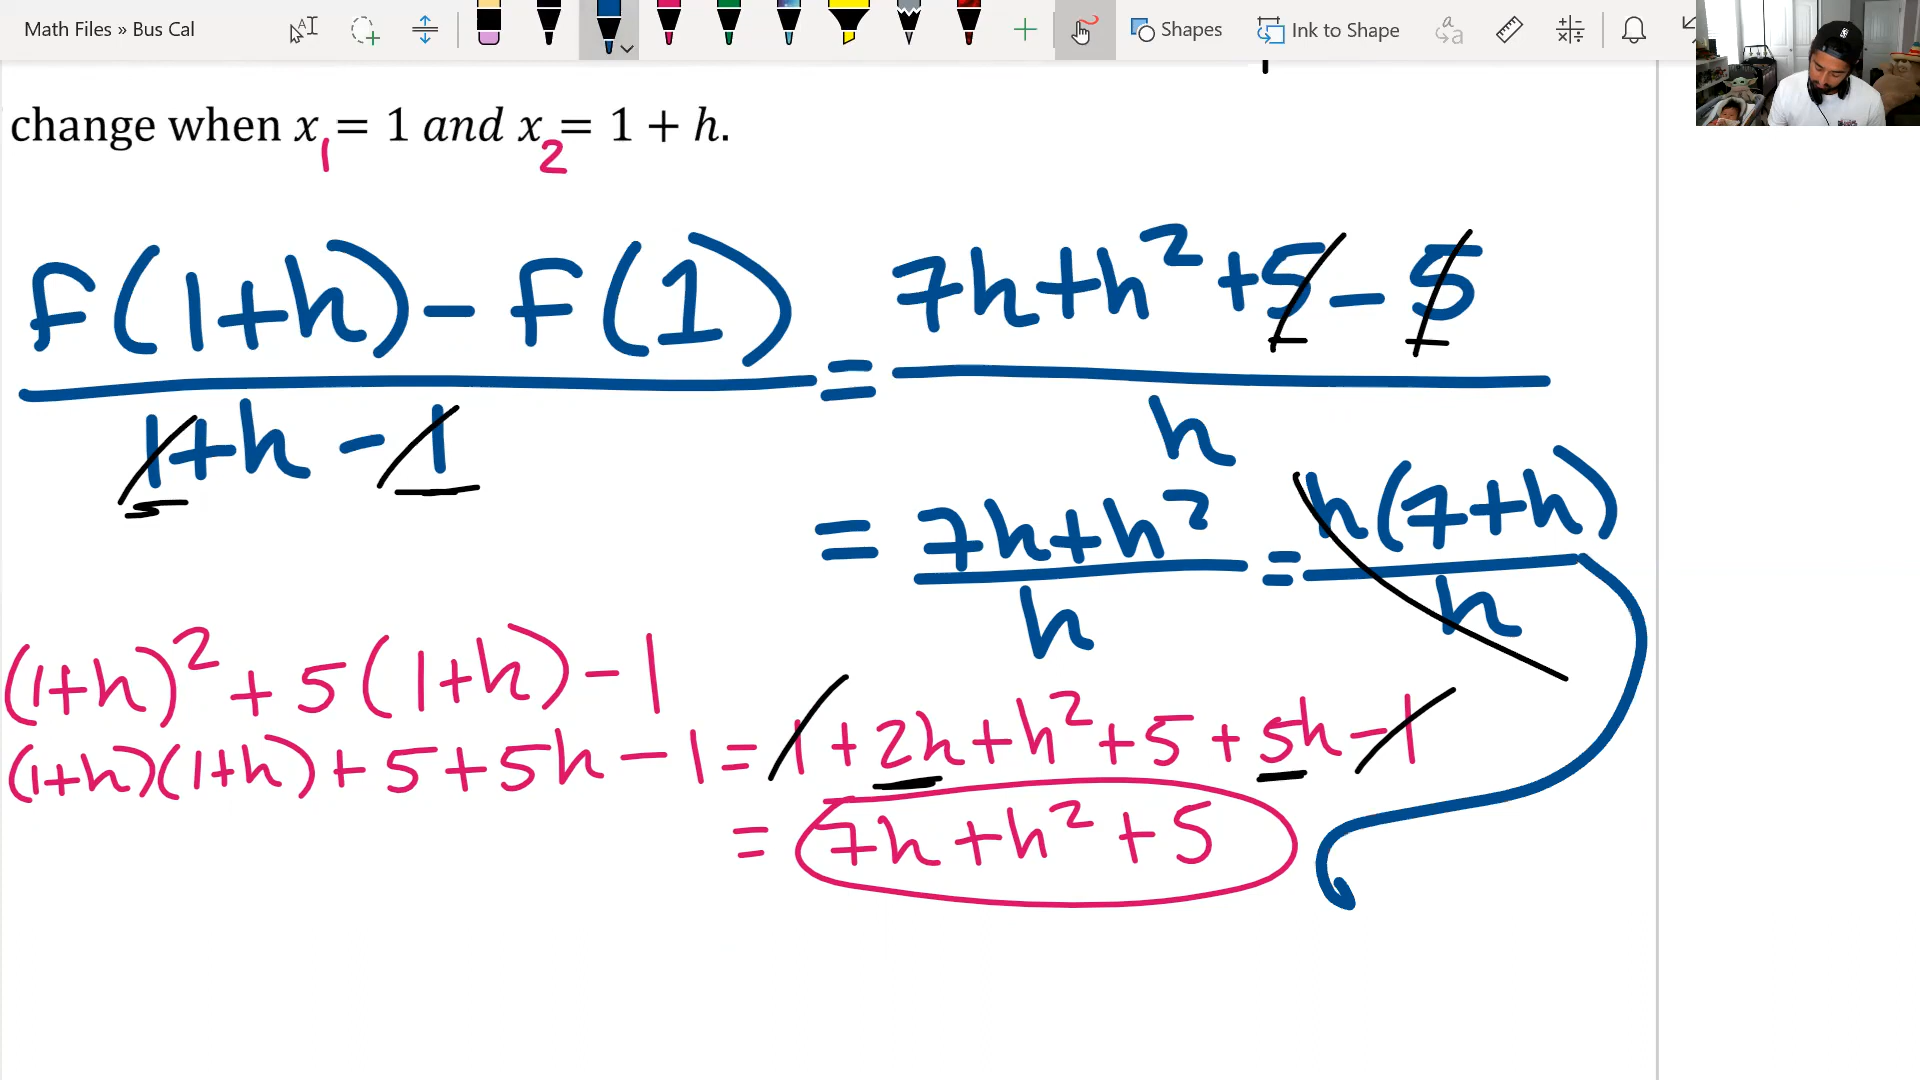 Math Files » Bus Cal
Shapes
Ink to Shape
change when x₁ = 1 and x₂ = 1 + h.
F(1+h) − F(1) / 1+h − 1 = 7h+h²+5−5 / h
= 7h+h² / h = h(7+h) / h
(1+h)² + 5(1+h) − 1
(1+h)(1+h) + 5 + 5h − 1 = 1 + 2h + h² + 5 + 5h − 1
= 7h + h² + 5